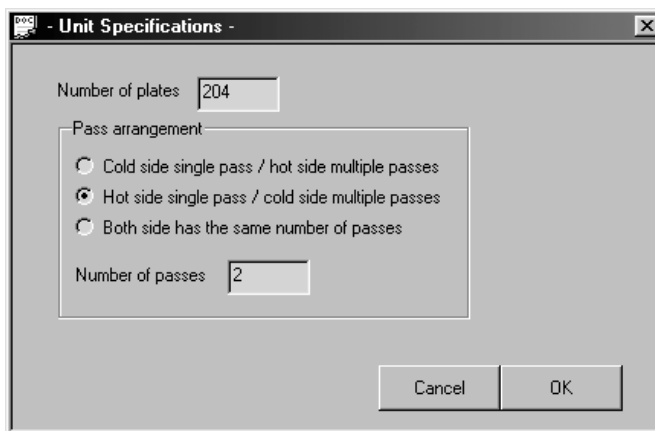 DOC
- Unit Specifications -
Number of plates 204
Pass arrangement
Cold side single pass / hot side multiple passes
Hot side single pass / cold side multiple passes
Both side has the same number of passes
Number of passes 2
Cancel OK